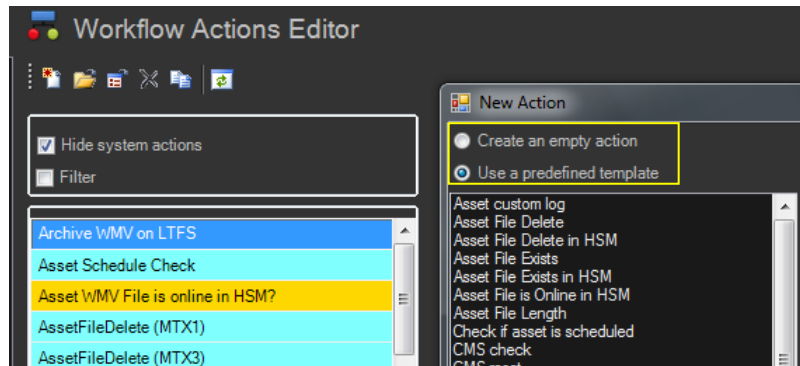 Workflow Actions Editor
New Action
Hide system actions
Filter
Create an empty action
Use a predefined template
Archive WMV on LTFS
Asset Schedule Check
Asset WMV File is online in HSM?
AssetFileDelete (MTX1)
AssetFileDelete (MTX3)
Asset custom log
Asset File Delete
Asset File Delete in HSM
Asset File Exists
Asset File Exists in HSM
Asset File is Online in HSM
Asset File Length
Check if asset is scheduled
CMS check